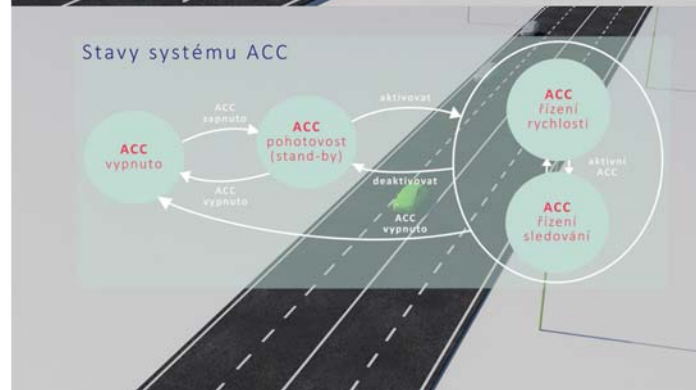 Stavy systému ACC
ACC
vypnuto
ACC
zapnuto
ACC
vypnuto
ACC
pohotovost
(stand-by)
aktivovat
deaktivovat
ACC
vypnuto
ACC
řízení
rychlosti
aktivní
ACC
ACC
řízení
sledování